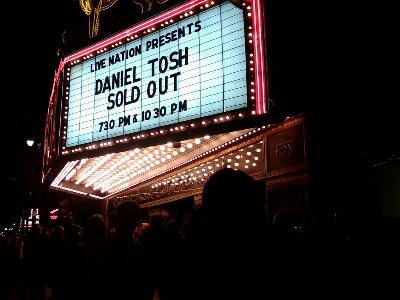 LIVE NATION PRESENTS
DANIEL TOSH
SOLD OUT
730 PM & 10 30 PM
FOX